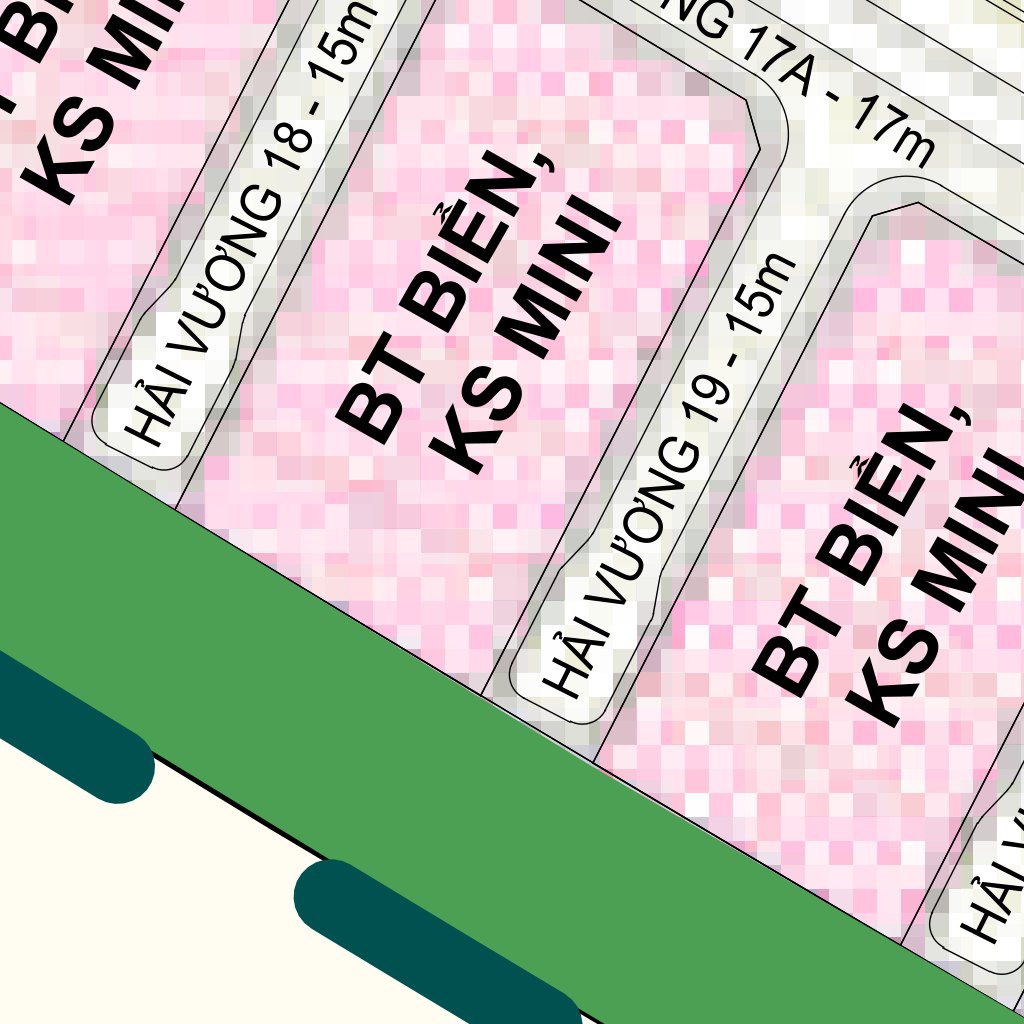 KS MINI
HẢI VƯƠNG 18 - 15m
NG 17A - 17m
BT BIỂN,
KS MINI
HẢI VƯƠNG 19 - 15m
BT BIỂN,
KS MINI
HẢI